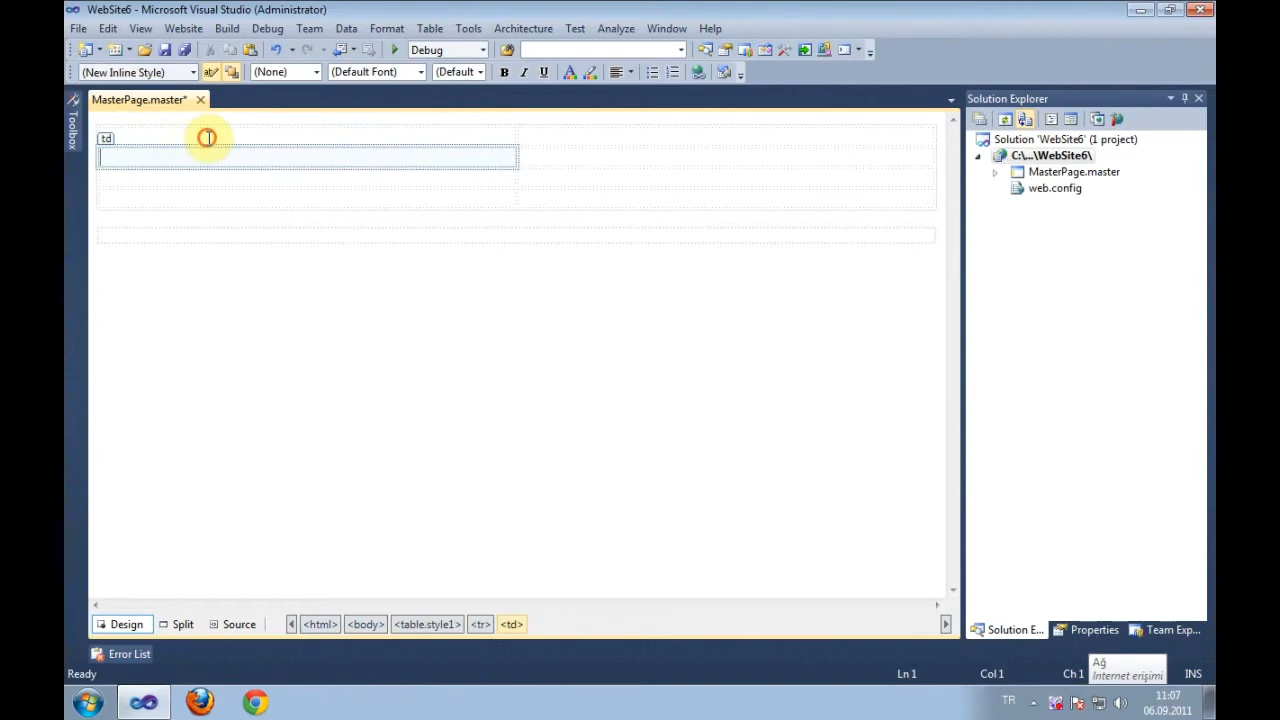 WebSite6 - Microsoft Visual Studio (Administrator)
File Edit View Website Build Debug Team Data Format Table Tools Architecture Test Analyze Window Help
Debug
(New Inline Style) (None) (Default Font) (Default B I U A
MasterPage.master* Solution Explorer
Toolbox
td
Solution 'WebSite6' (1 project)
C:\...\WebSite6\
MasterPage.master
web.config
Design Split Source <html> <body> <table.style1> <tr> <td>
Solution E... Properties Team Exp...
Error List
Ready Ln 1 Col 1 Ch 1 INS
Ağ
İnternet erişimi
TR 11:07
06.09.2011